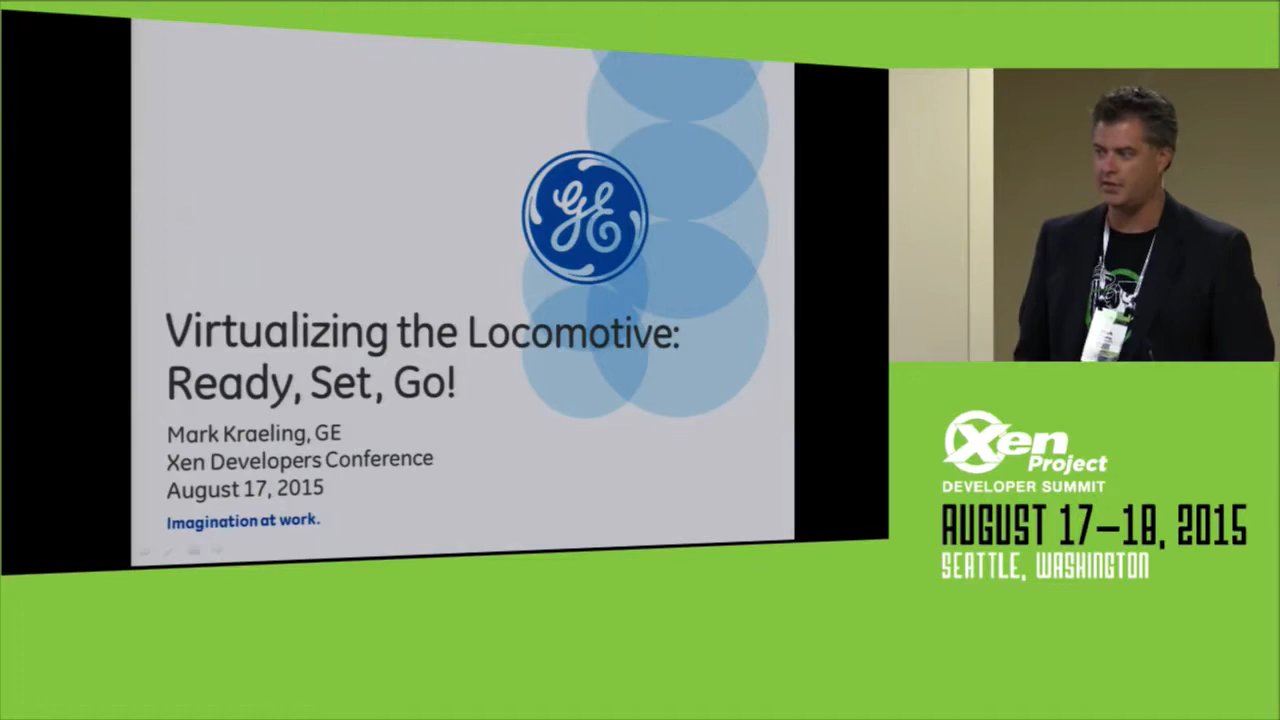 GE
Virtualizing the Locomotive:
Ready, Set, Go!
Mark Kraeling, GE
Xen Developers Conference
August 17, 2015
Imagination at work.
Xen
Project
DEVELOPER SUMMIT
AUGUST 17–18, 2015
SEATTLE, WASHINGTON